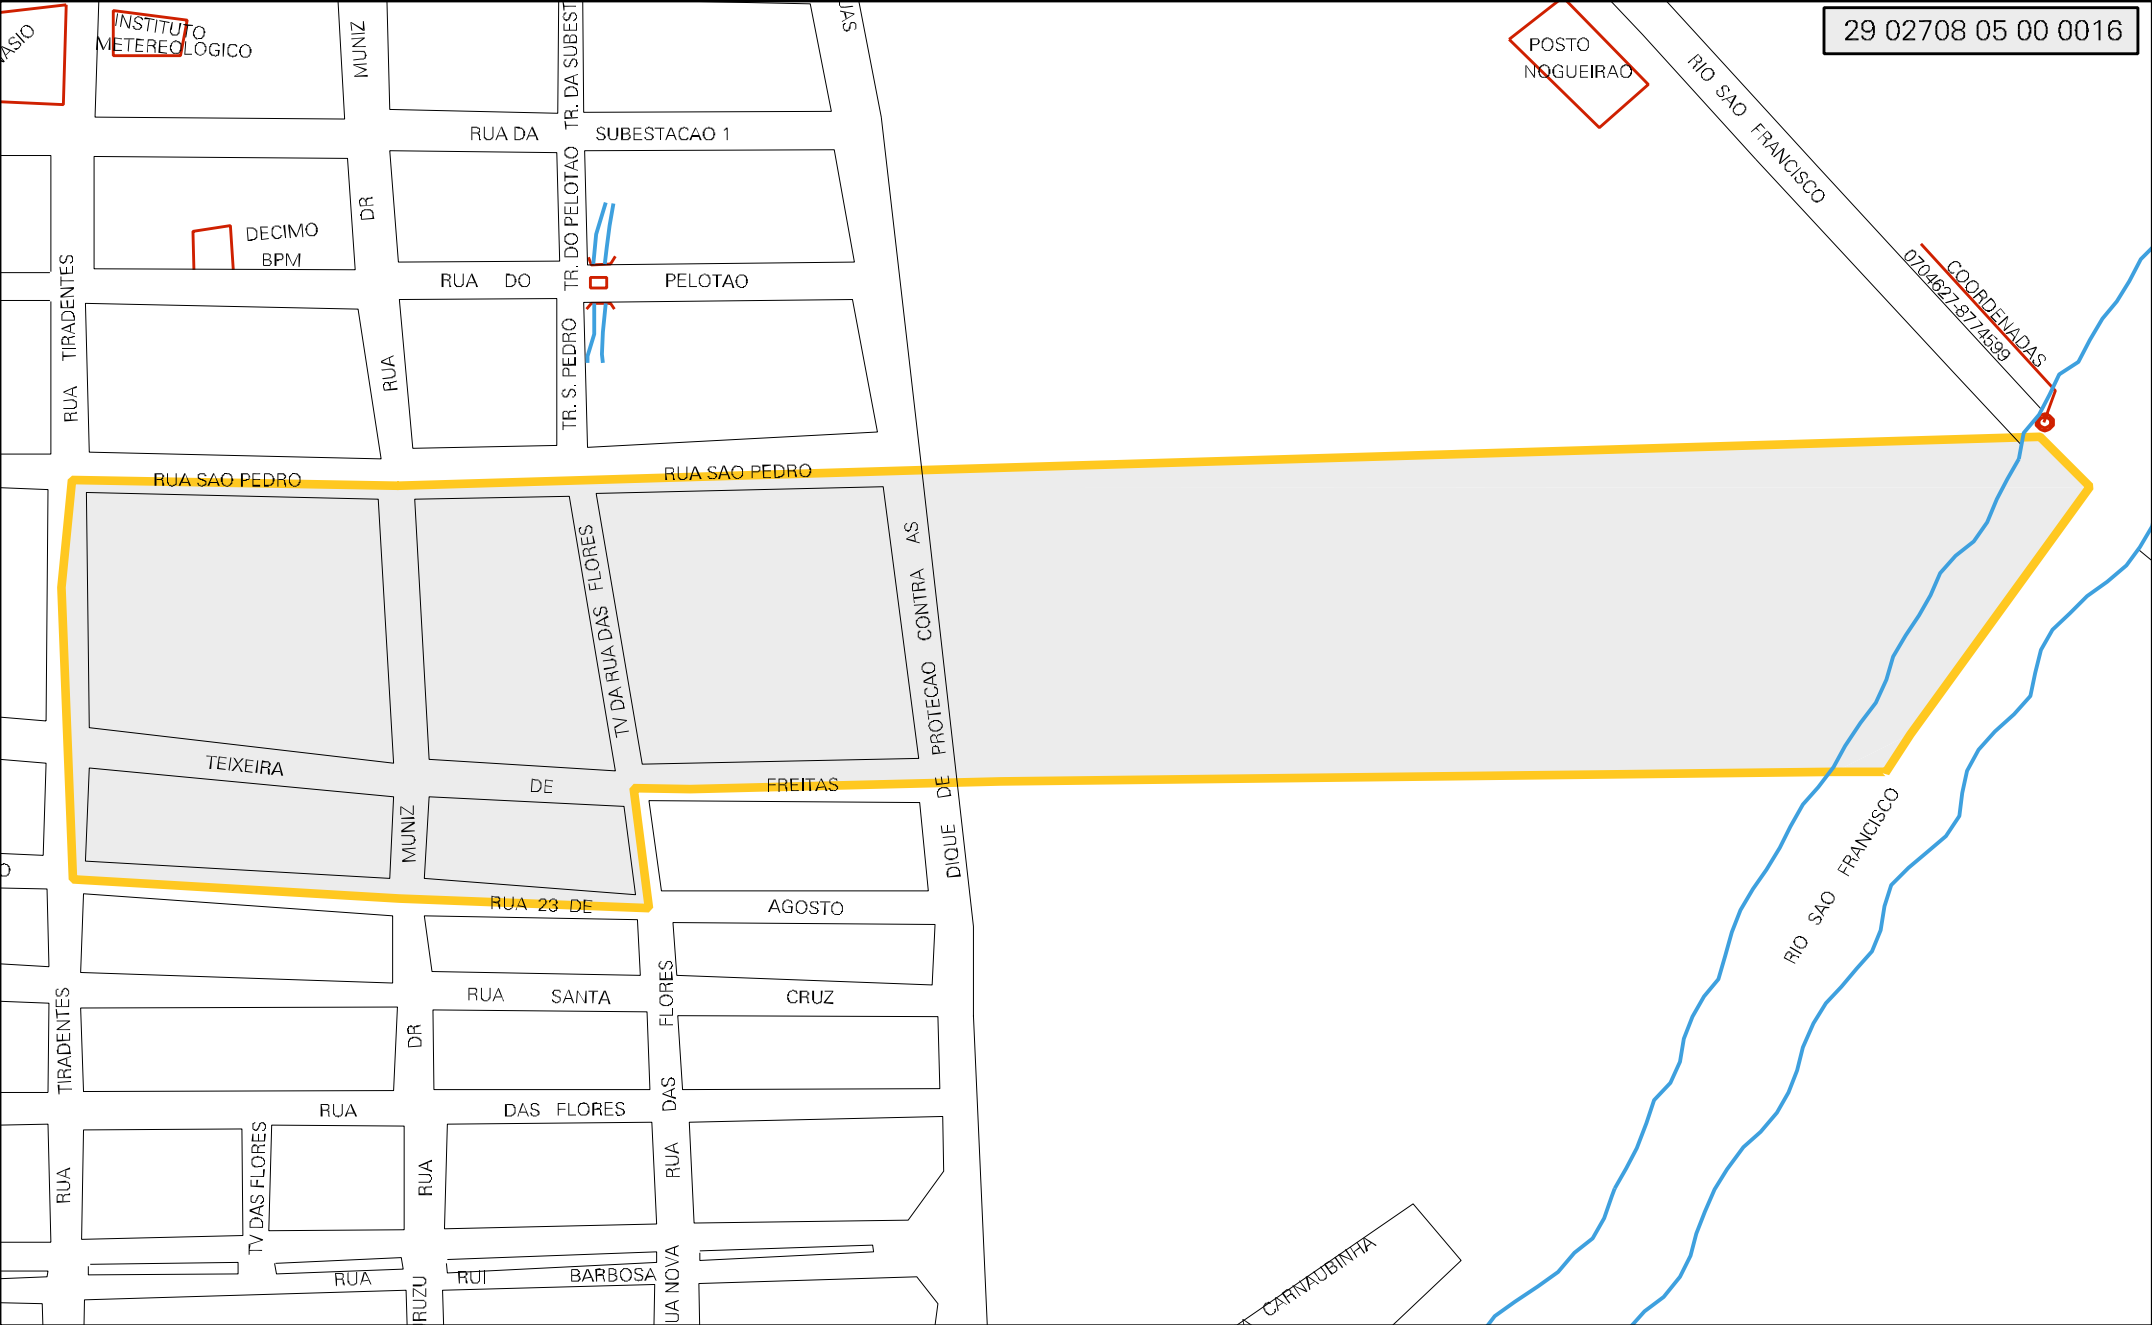 29 02708 05 00 0016
INSTITUTO
METEREOLOGICO
MUNIZ
TR. DA SUBEST
POSTO
NOGUEIRAO
RIO SAO FRANCISCO
RUA DA SUBESTACAO 1
DR
TR. DO PELOTAO
DECIMO
BPM
RUA TIRADENTES
RUA DO PELOTAO
COORDENADAS
0704627-8774599
RUA
TR. S. PEDRO
RUA SAO PEDRO
RUA SAO PEDRO
TV DA RUA DAS FLORES
DIQUE DE PROTECAO CONTRA AS
UAS
TEIXEIRA DE FREITAS
MUNIZ
RIO SAO FRANCISCO
RUA 23 DE AGOSTO
RUA SANTA CRUZ
RUA DAS FLORES
TIRADENTES
DR
RUA DAS FLORES
RUA
TV DAS FLORES
RUA
RUA RUI BARBOSA
RUZU
UA NOVA
CARNAUBINHA